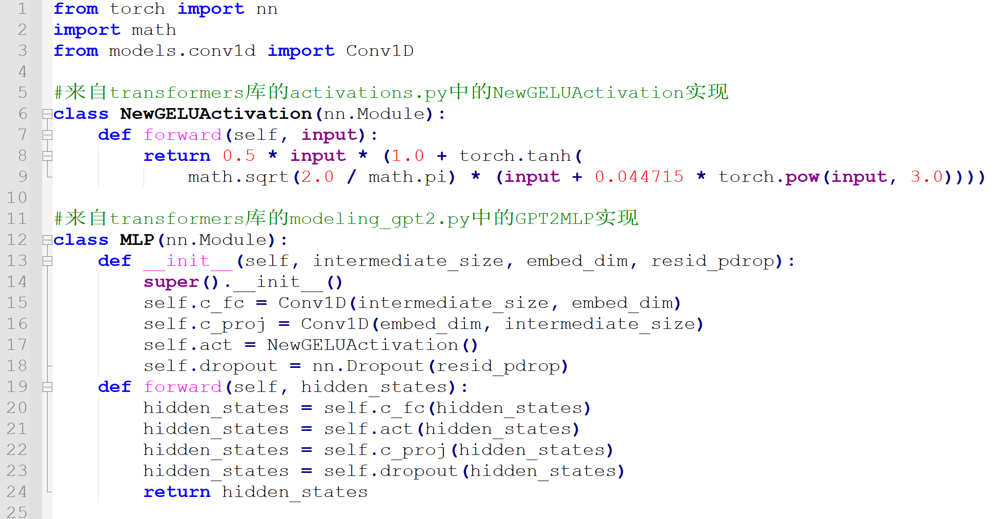 1 from torch import nn
2 import math
3 from models.conv1d import Conv1D
4
5 #来自transformers库的activations.py中的NewGELUActivation实现
6 class NewGELUActivation(nn.Module):
7     def forward(self, input):
8         return 0.5 * input * (1.0 + torch.tanh(
9             math.sqrt(2.0 / math.pi) * (input + 0.044715 * torch.pow(input, 3.0))))
10
11 #来自transformers库的modeling_gpt2.py中的GPT2MLP实现
12 class MLP(nn.Module):
13     def __init__(self, intermediate_size, embed_dim, resid_pdrop):
14         super().__init__()
15         self.c_fc = Conv1D(intermediate_size, embed_dim)
16         self.c_proj = Conv1D(embed_dim, intermediate_size)
17         self.act = NewGELUActivation()
18         self.dropout = nn.Dropout(resid_pdrop)
19     def forward(self, hidden_states):
20         hidden_states = self.c_fc(hidden_states)
21         hidden_states = self.act(hidden_states)
22         hidden_states = self.c_proj(hidden_states)
23         hidden_states = self.dropout(hidden_states)
24         return hidden_states
25